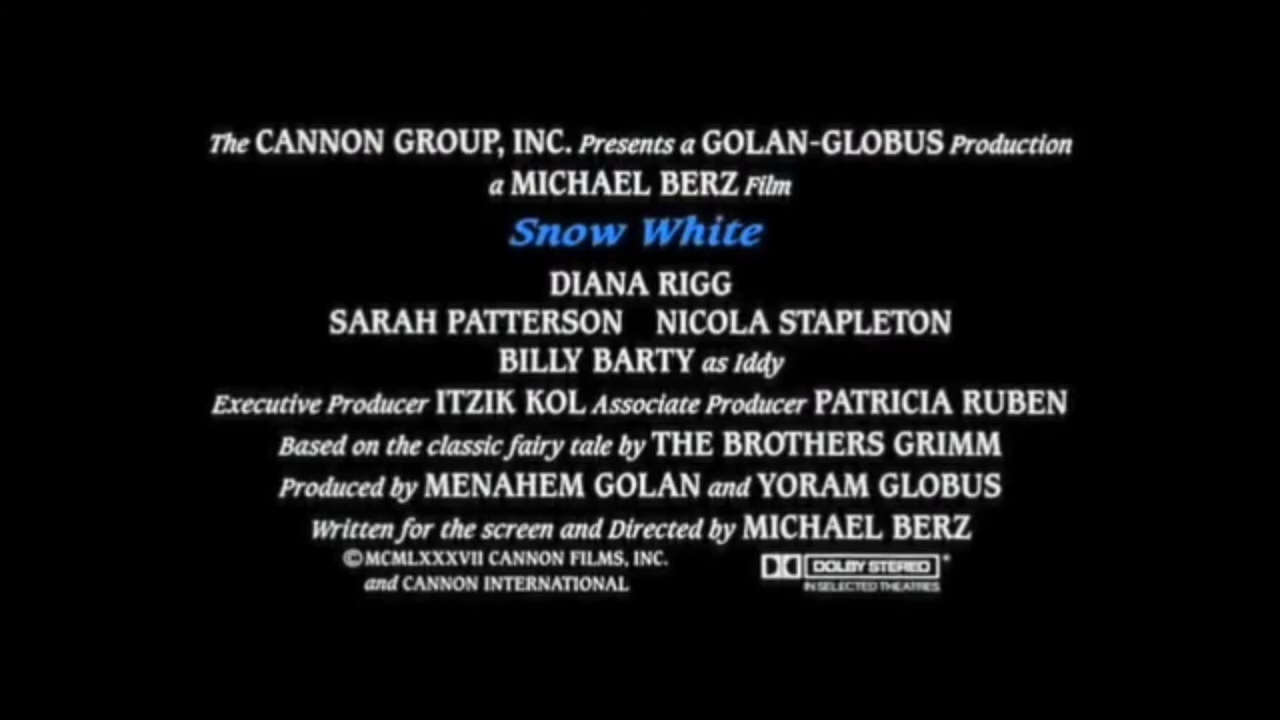 The CANNON GROUP, INC. Presents a GOLAN-GLOBUS Production
a MICHAEL BERZ Film
Snow White
DIANA RIGG
SARAH PATTERSON NICOLA STAPLETON
BILLY BARTY as Iddy
Executive Producer ITZIK KOL Associate Producer PATRICIA RUBEN
Based on the classic fairy tale by THE BROTHERS GRIMM
Produced by MENAHEM GOLAN and YORAM GLOBUS
Written for the screen and Directed by MICHAEL BERZ
©MCMLXXXVII CANNON FILMS, INC.
and CANNON INTERNATIONAL
DOLBY STEREO
IN SELECTED THEATRES